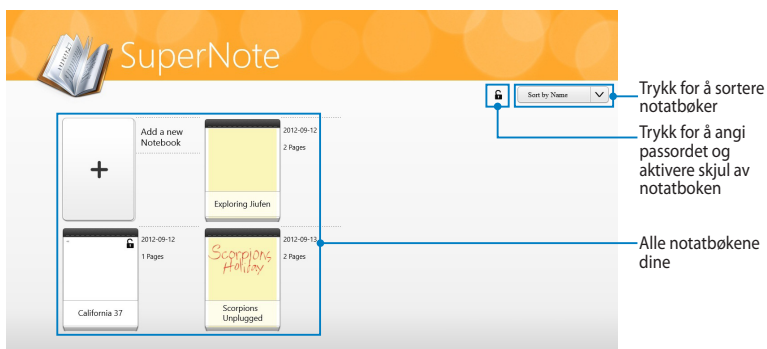 SuperNote
Sort by Name
Trykk for å sortere
notatbøker
Trykk for å angi
passordet og
aktivere skjul av
notatboken
Add a new
Notebook
2012-09-12
2 Pages
Exploring Jiufen
2012-09-12
1 Pages
California 37
2012-09-13
2 Pages
Scorpions
Holiday
Scorpions
Unplugged
Alle notatbøkene
dine